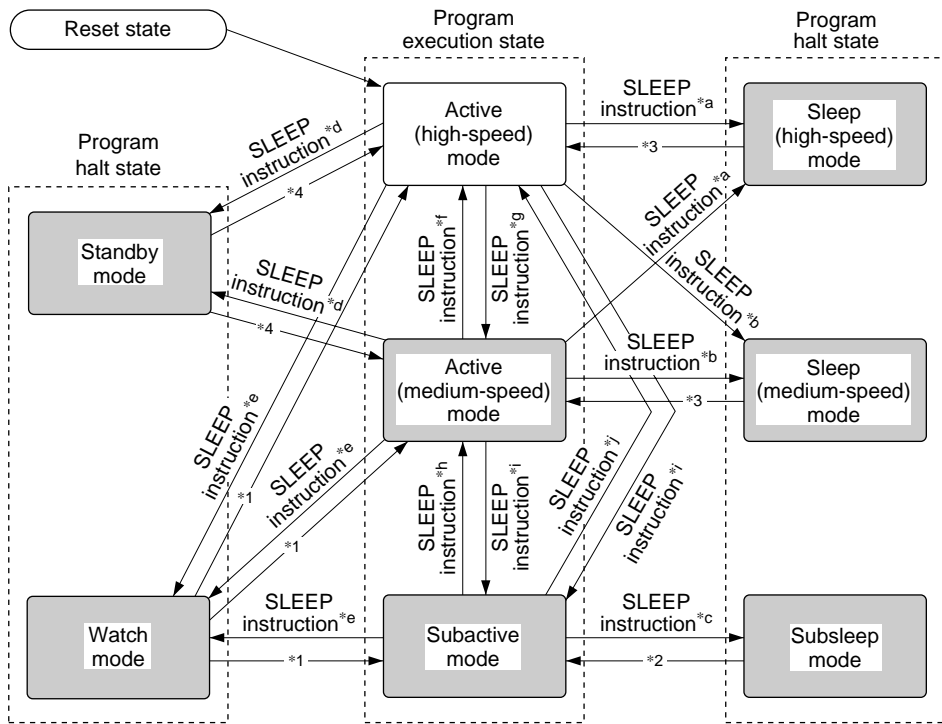 Reset state
Program
execution state
Program
halt state
Program
halt state
Active
(high-speed)
mode
SLEEP
instruction*a
*3
Sleep
(high-speed)
mode
SLEEP
instruction*d
*4
Standby
mode
SLEEP
instruction*f
SLEEP
instruction*g
SLEEP
instruction*a
SLEEP
instruction*b
SLEEP
instruction*d
*4
Active
(medium-speed)
mode
SLEEP
instruction*b
*3
Sleep
(medium-speed)
mode
SLEEP
instruction*e
*1
SLEEP
instruction*e
*1
SLEEP
instruction*h
SLEEP
instruction*i
SLEEP
instruction*j
SLEEP
instruction*i
Watch
mode
SLEEP
instruction*e
*1
Subactive
mode
SLEEP
instruction*c
*2
Subsleep
mode